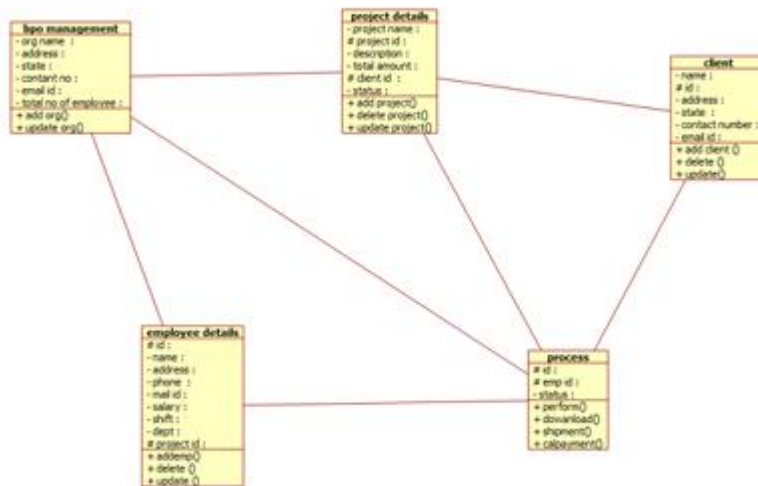 bpo management
- org name :
- address :
- state :
- contant no :
- email id :
- total no of employee :
+ add org()
+ update org()
project details
- project name :
# project id :
- description :
- total amount :
# client id :
- status :
+ add project()
+ delete project()
+ update project()
client
- name :
# id :
- address :
- state :
- contact number :
- email id :
+ add client ()
+ delete ()
+ update()
employee details
# id :
- name :
- address :
- phone :
- mail id :
- salary :
- shift :
- dept :
# project id :
+ addemp()
+ delete ()
+ update ()
process
# id :
# emp id :
- status :
+ perform()
+ dowanload()
+ shipment()
+ calpayment()